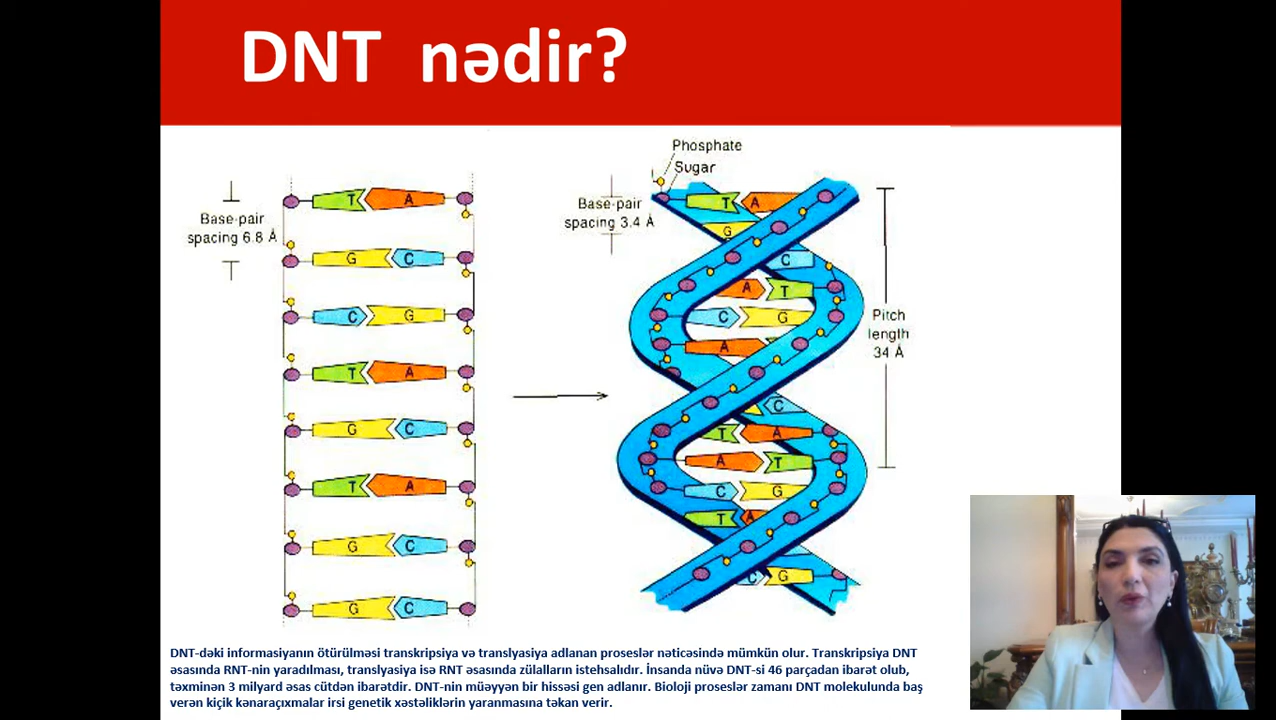 DNT nədir?
Phosphate
Sugar
Base-pair
spacing 6.8 Å
T A
G C
C G
T A
G C
T A
G C
G C
Base-pair
spacing 3.4 Å
T A
G
C
A T
C G
A
C
T A
A T
C G
T A
C G
Pitch
length
34 Å
DNT-dəki informasiyanın ötürülməsi transkripsiya və translyasiya adlanan proseslər nəticəsində mümkün olur. Transkripsiya DNT
əsasında RNT-nin yaradılması, translyasiya isə RNT əsasında zülalların istehsalıdır. İnsanda nüvə DNT-si 46 parçadan ibarət olub,
təxminən 3 milyard əsas cütdən ibarətdir. DNT-nin müəyyən bir hissəsi gen adlanır. Bioloji proseslər zamanı DNT molekulunda baş
verən kiçik kənaraçıxmalar irsi genetik xəstəliklərin yaranmasına təkan verir.